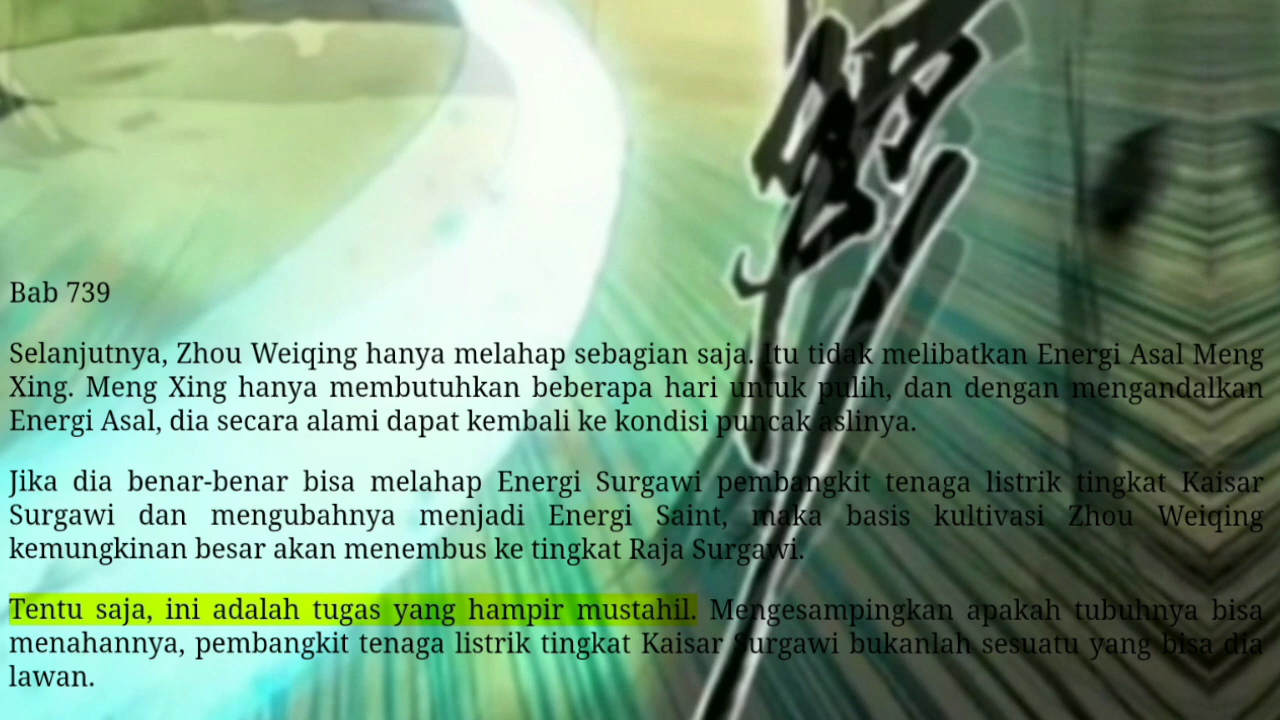 Bab 739
Selanjutnya, Zhou Weiqing hanya melahap sebagian saja. Itu tidak melibatkan Energi Asal Meng
Xing. Meng Xing hanya membutuhkan beberapa hari untuk pulih, dan dengan mengandalkan
Energi Asal, dia secara alami dapat kembali ke kondisi puncak aslinya.
Jika dia benar-benar bisa melahap Energi Surgawi pembangkit tenaga listrik tingkat Kaisar
Surgawi dan mengubahnya menjadi Energi Saint, maka basis kultivasi Zhou Weiqing
kemungkinan besar akan menembus ke tingkat Raja Surgawi.
Tentu saja, ini adalah tugas yang hampir mustahil. Mengesampingkan apakah tubuhnya bisa
menahannya, pembangkit tenaga listrik tingkat Kaisar Surgawi bukanlah sesuatu yang bisa dia
lawan.